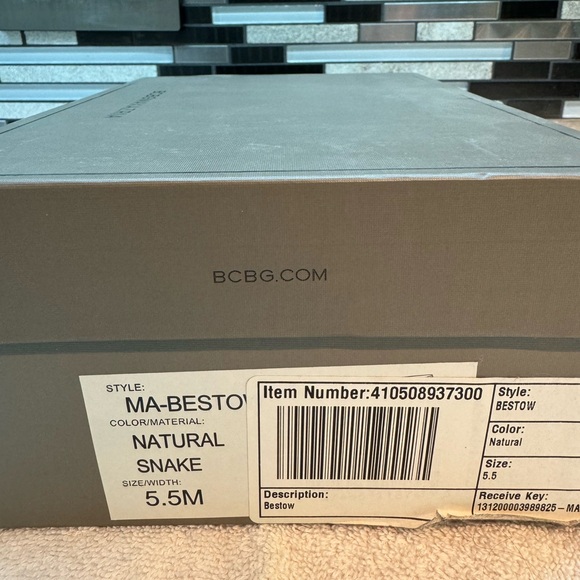 BCBG.COM
STYLE:
MA-BESTOW
COLOR/MATERIAL:
NATURAL
SNAKE
SIZE/WIDTH:
5.5M
Item Number:410508937300
Description:
Bestow
Style:
BESTOW
Color:
Natural
Size:
5.5
Receive Key:
131200003989825-MA